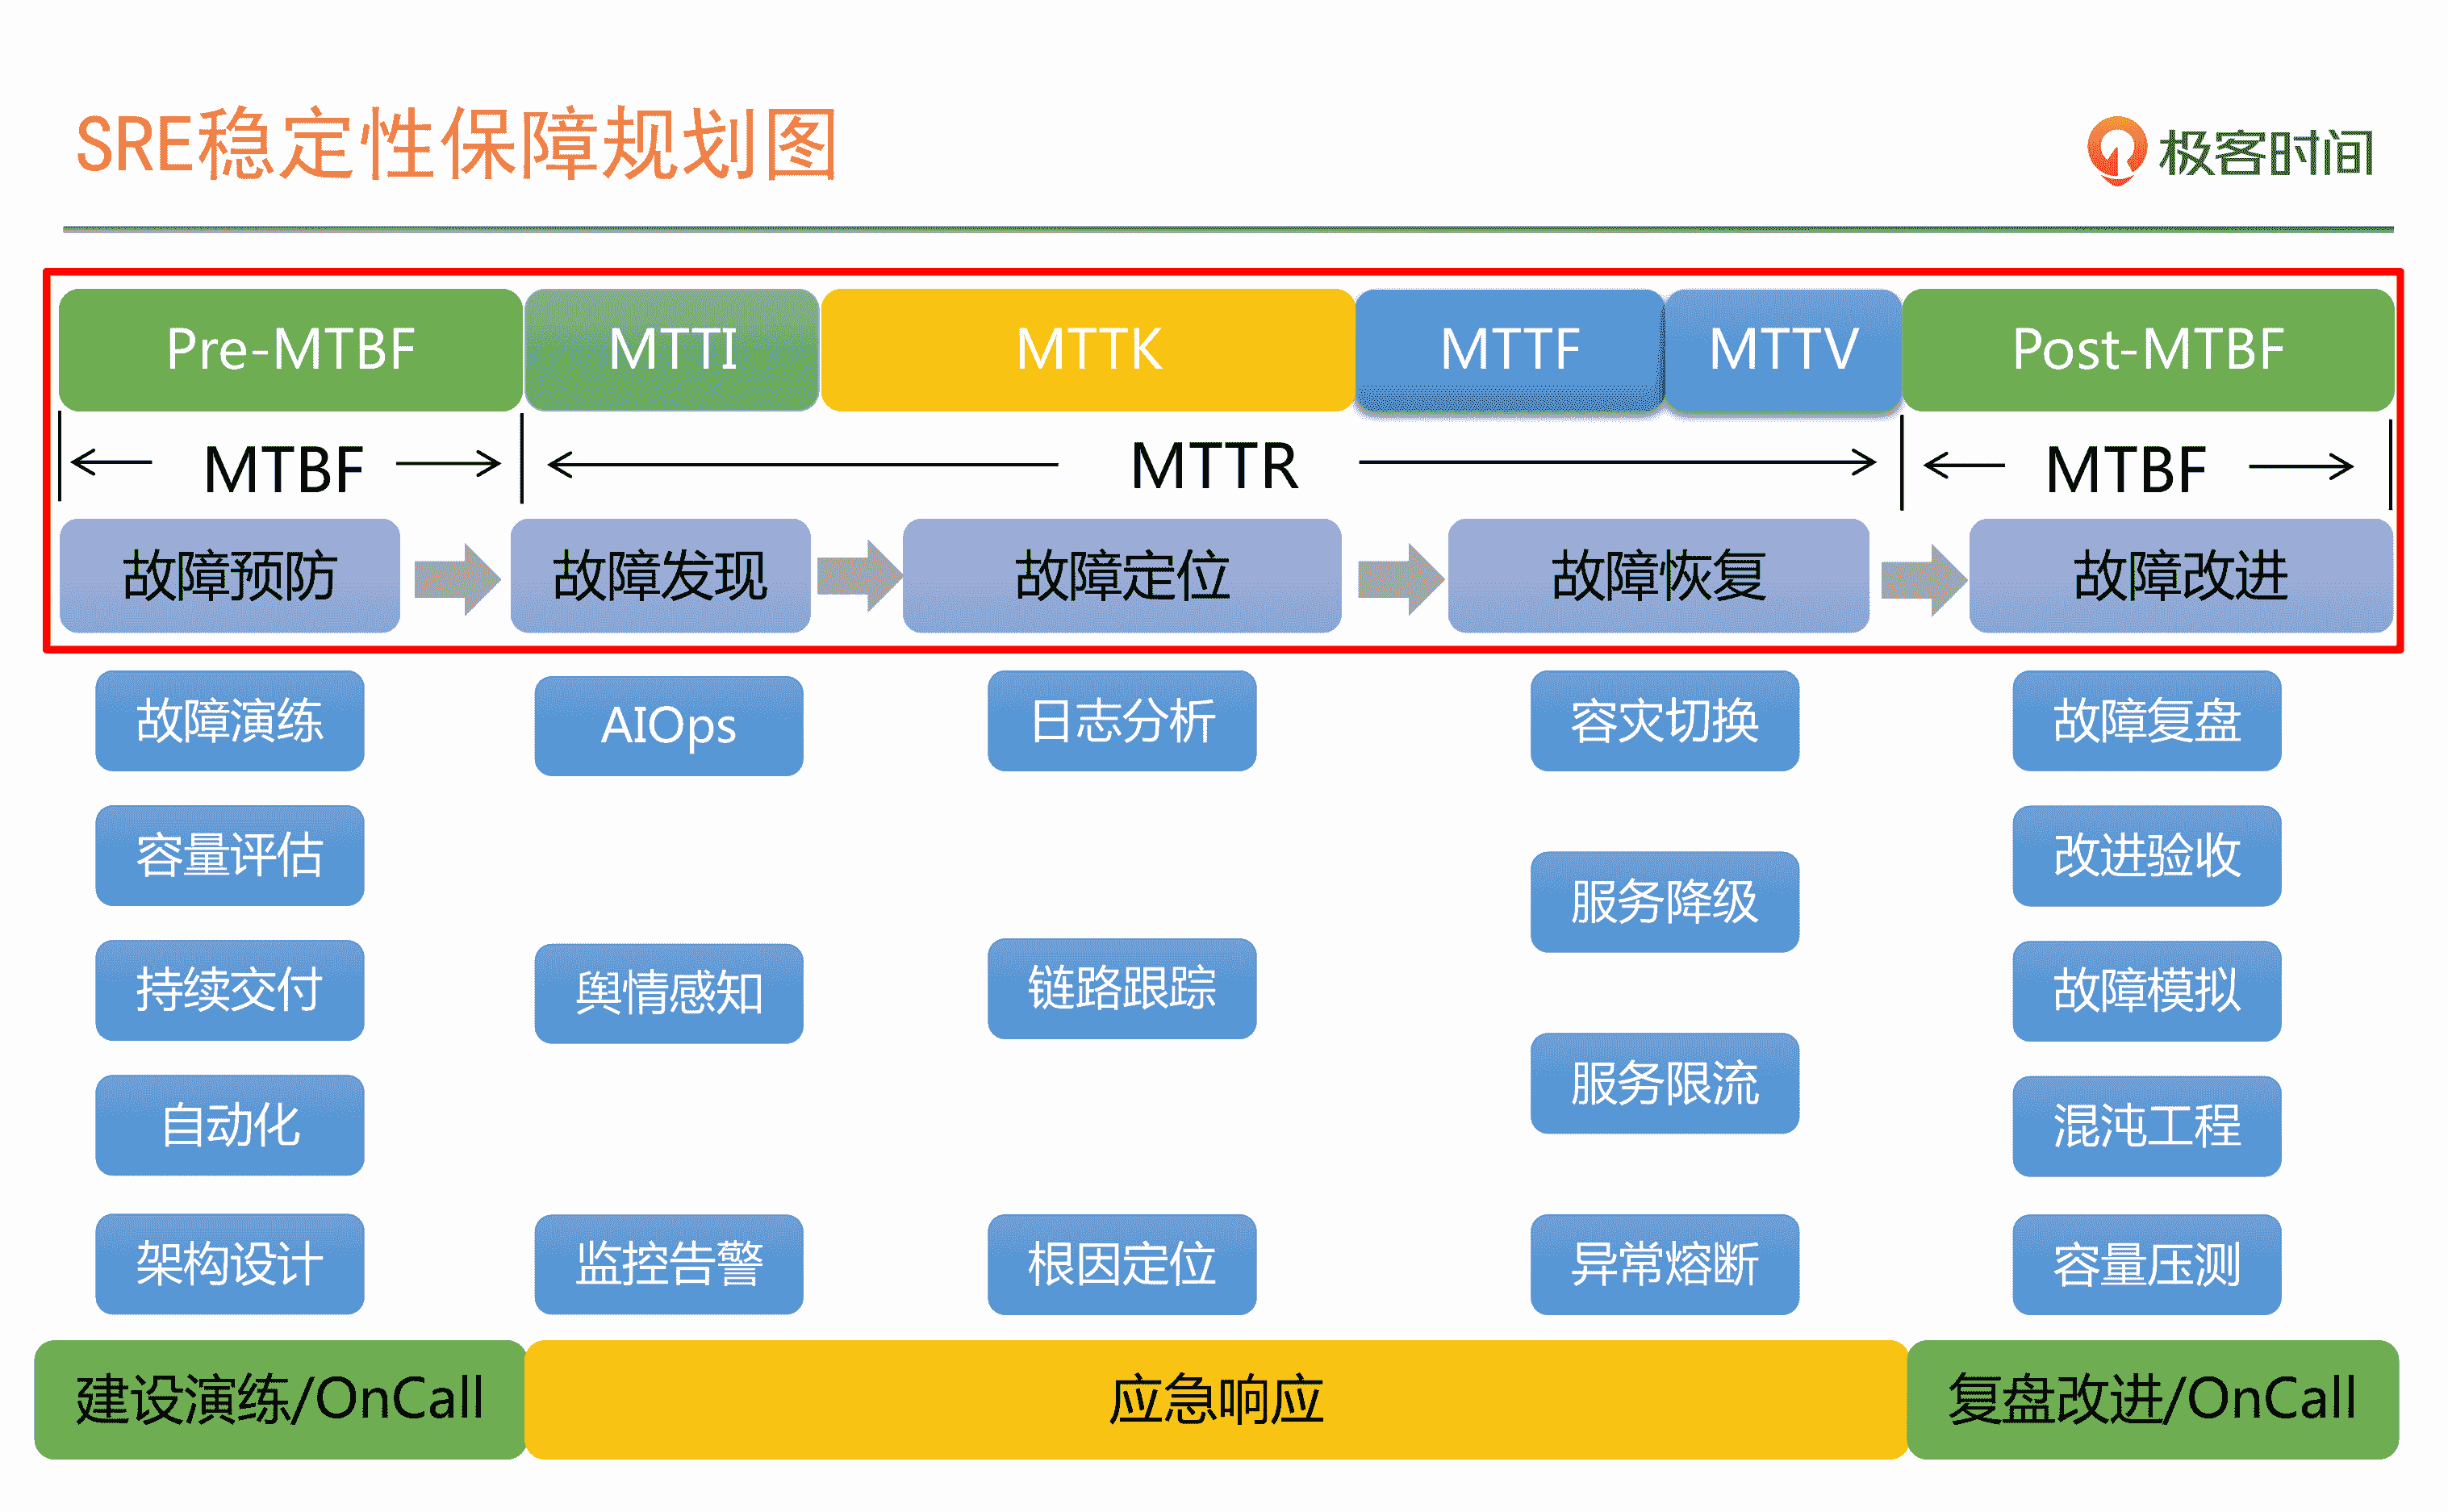 SRE稳定性保障规划图
极客时间
Pre-MTBF
MTTI
MTTK
MTTF
MTTV
Post-MTBF
MTBF
MTTR
MTBF
故障预防
故障发现
故障定位
故障恢复
故障改进
故障演练
AIOps
日志分析
容灾切换
故障复盘
容量评估
服务降级
改进验收
持续交付
舆情感知
链路跟踪
故障模拟
自动化
服务限流
混沌工程
架构设计
监控告警
根因定位
异常熔断
容量压测
建设演练/OnCall
应急响应
复盘改进/OnCall